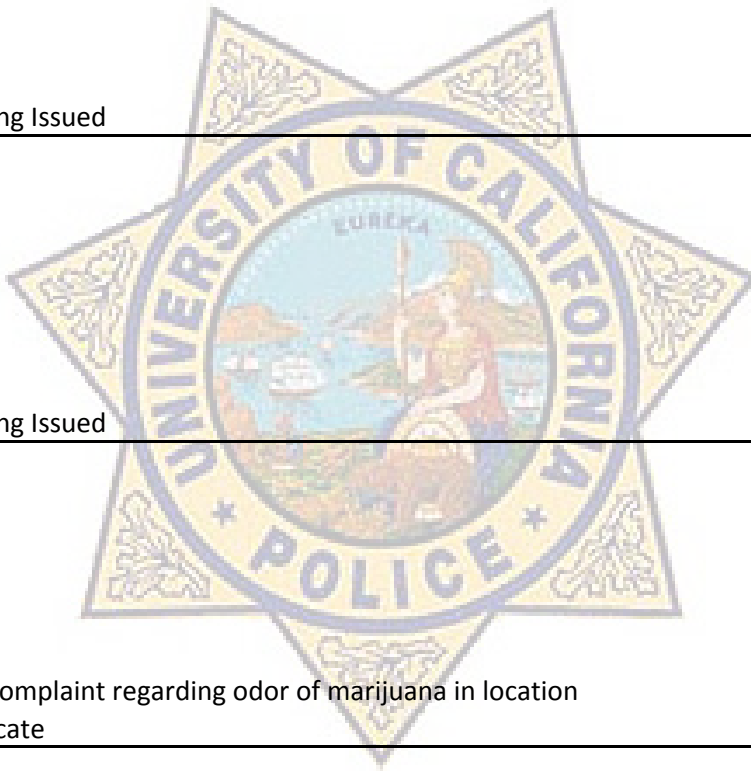 ng Issued
UNIVERSITY OF CALIFORNIA
EUREKA
ng Issued
POLICE
omplaint regarding odor of marijuana in location
cate